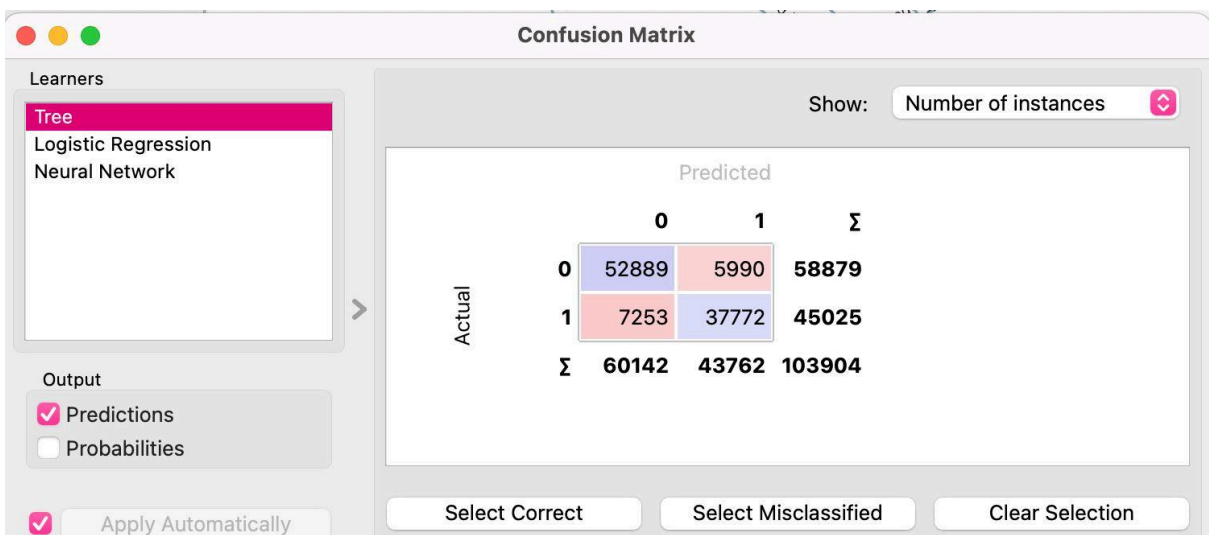 Confusion Matrix
Learners
Tree
Logistic Regression
Neural Network
Output
Predictions
Probabilities
Apply Automatically
Show: Number of instances
Predicted
0 1 Σ
Actual
0 52889 5990 58879
1 7253 37772 45025
Σ 60142 43762 103904
Select Correct Select Misclassified Clear Selection